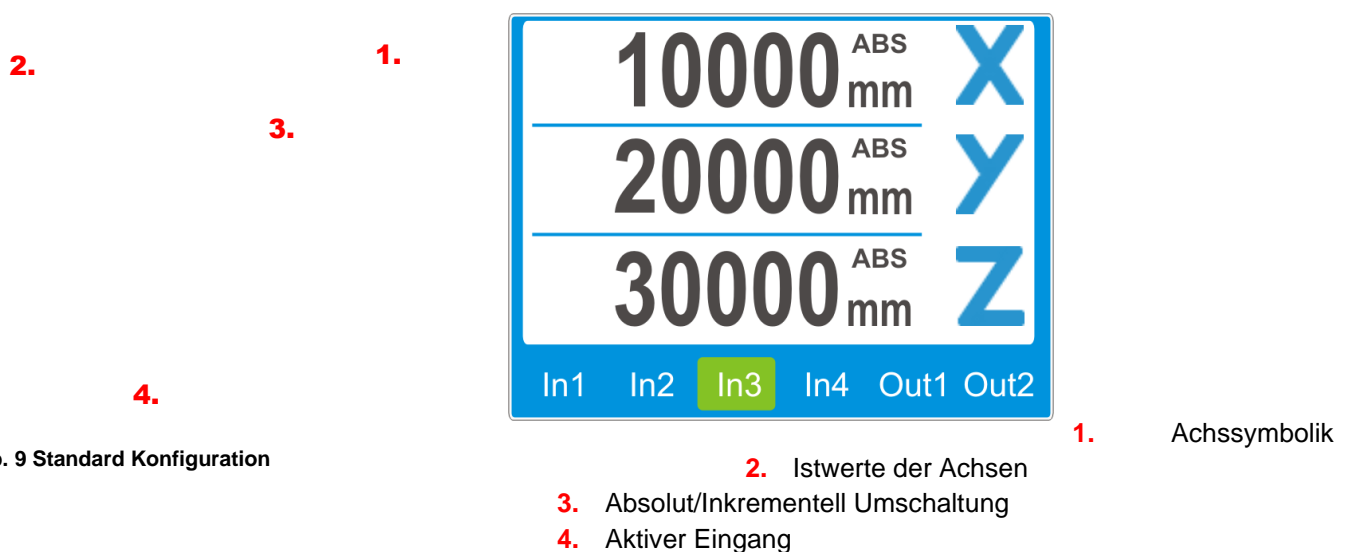 1.
2.
3.
10000 ABS mm X
20000 ABS mm Y
30000 ABS mm Z
In1 In2 In3 In4 Out1 Out2
4.
. 9 Standard Konfiguration
1. Achssymbolik
2. Istwerte der Achsen
3. Absolut/Inkrementell Umschaltung
4. Aktiver Eingang